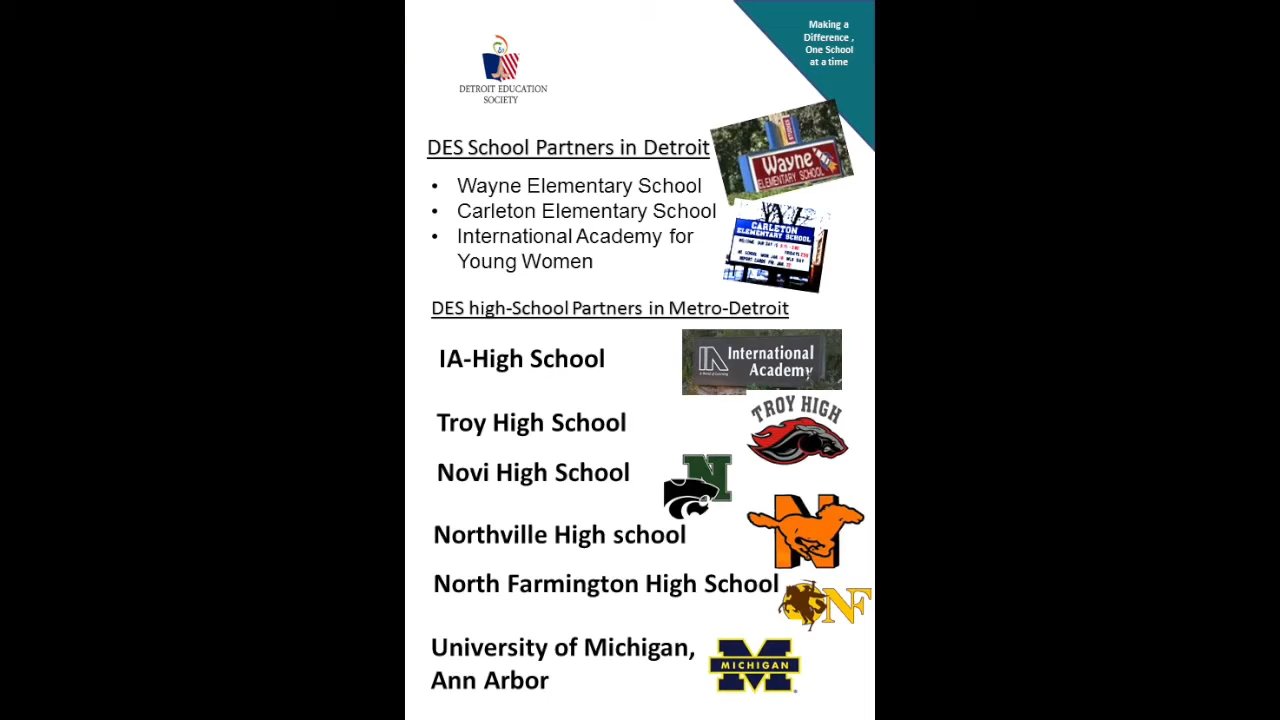 Making a
Difference ,
One School
at a time
DETROIT EDUCATION
SOCIETY
DES School Partners in Detroit
• Wayne Elementary School
• Carleton Elementary School
• International Academy for
Young Women
Wayne
ELEMENTARY SCHOOL
CARLETON
ELEMENTARY SCHOOL
DES high-School Partners in Metro-Detroit
IA-High School
IA International
Academy
Troy High School
TROY HIGH
Novi High School
N
Northville High school
N
North Farmington High School
NF
University of Michigan,
Ann Arbor
MICHIGAN